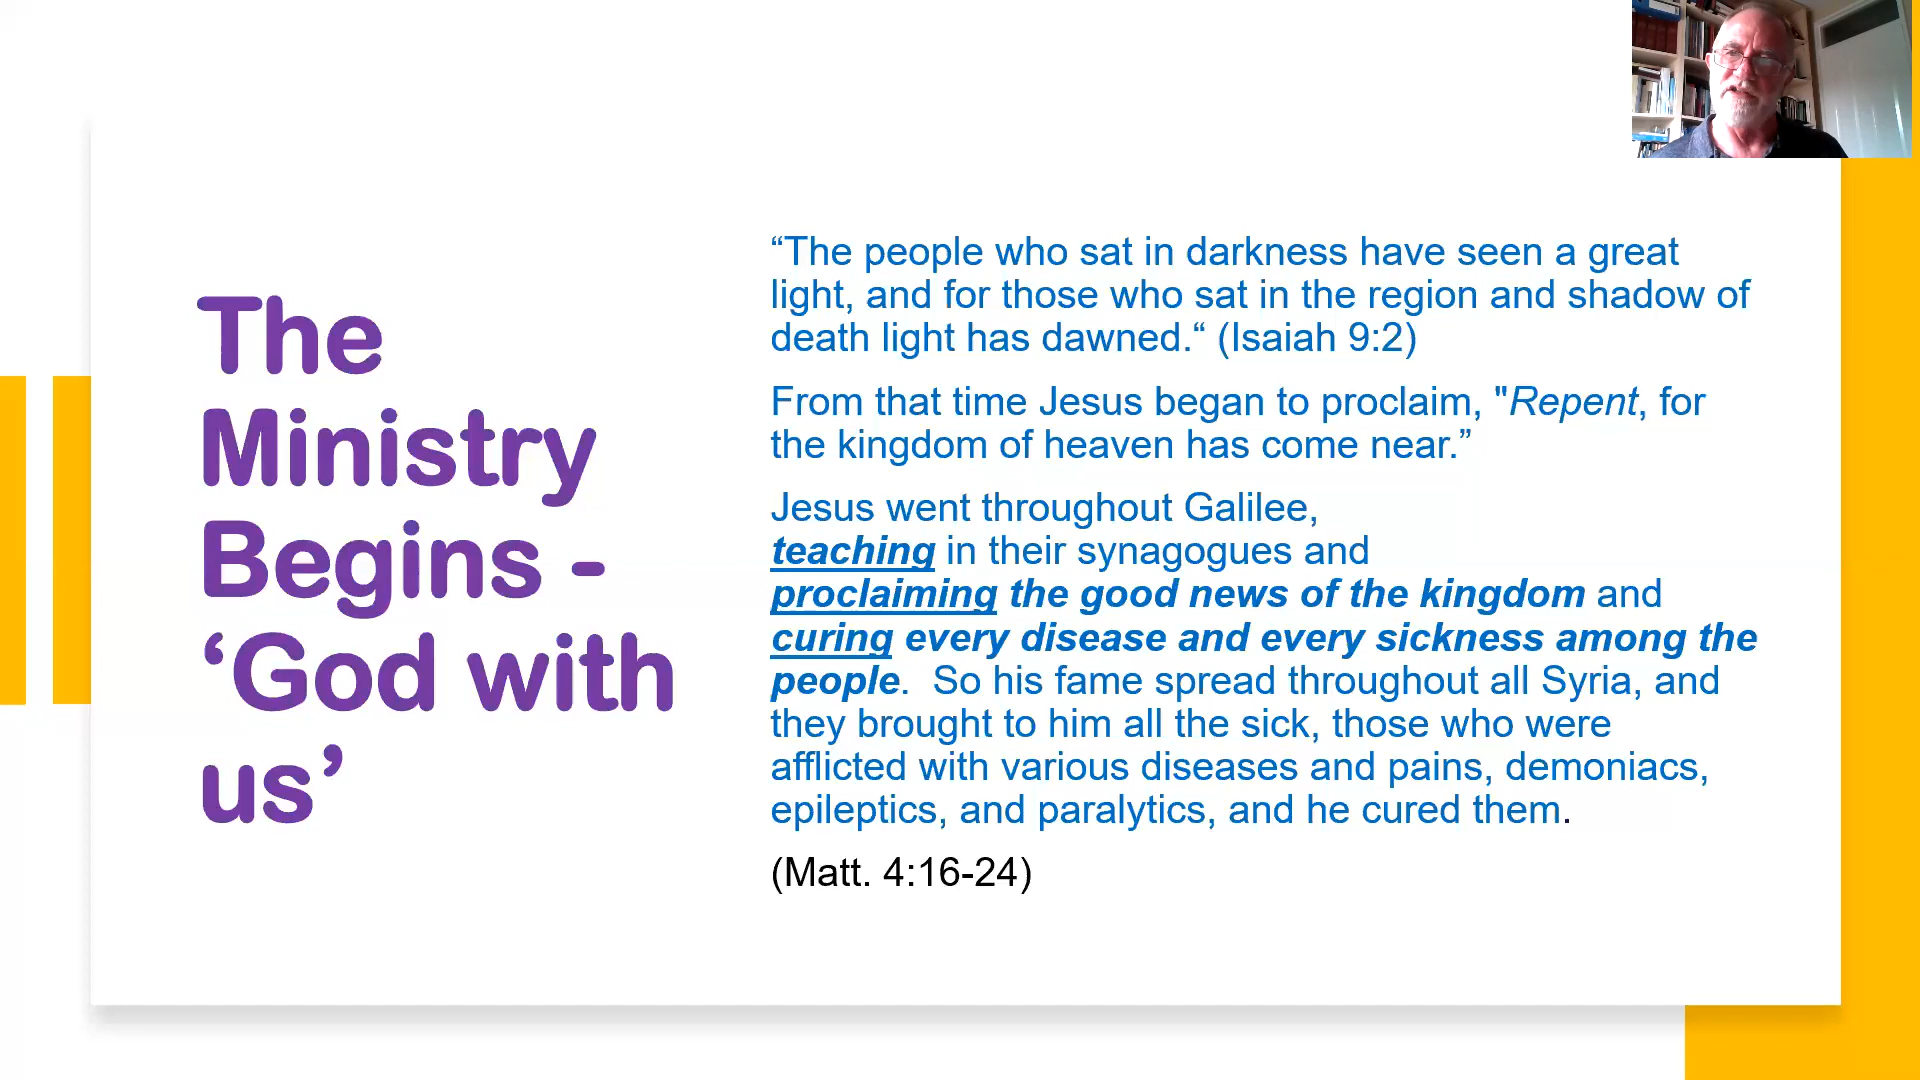 The
Ministry
Begins -
‘God with
us’
“The people who sat in darkness have seen a great
light, and for those who sat in the region and shadow of
death light has dawned.“ (Isaiah 9:2)
From that time Jesus began to proclaim, "Repent, for
the kingdom of heaven has come near.”
Jesus went throughout Galilee,
teaching in their synagogues and
proclaiming the good news of the kingdom and
curing every disease and every sickness among the
people.  So his fame spread throughout all Syria, and
they brought to him all the sick, those who were
afflicted with various diseases and pains, demoniacs,
epileptics, and paralytics, and he cured them.
(Matt. 4:16-24)